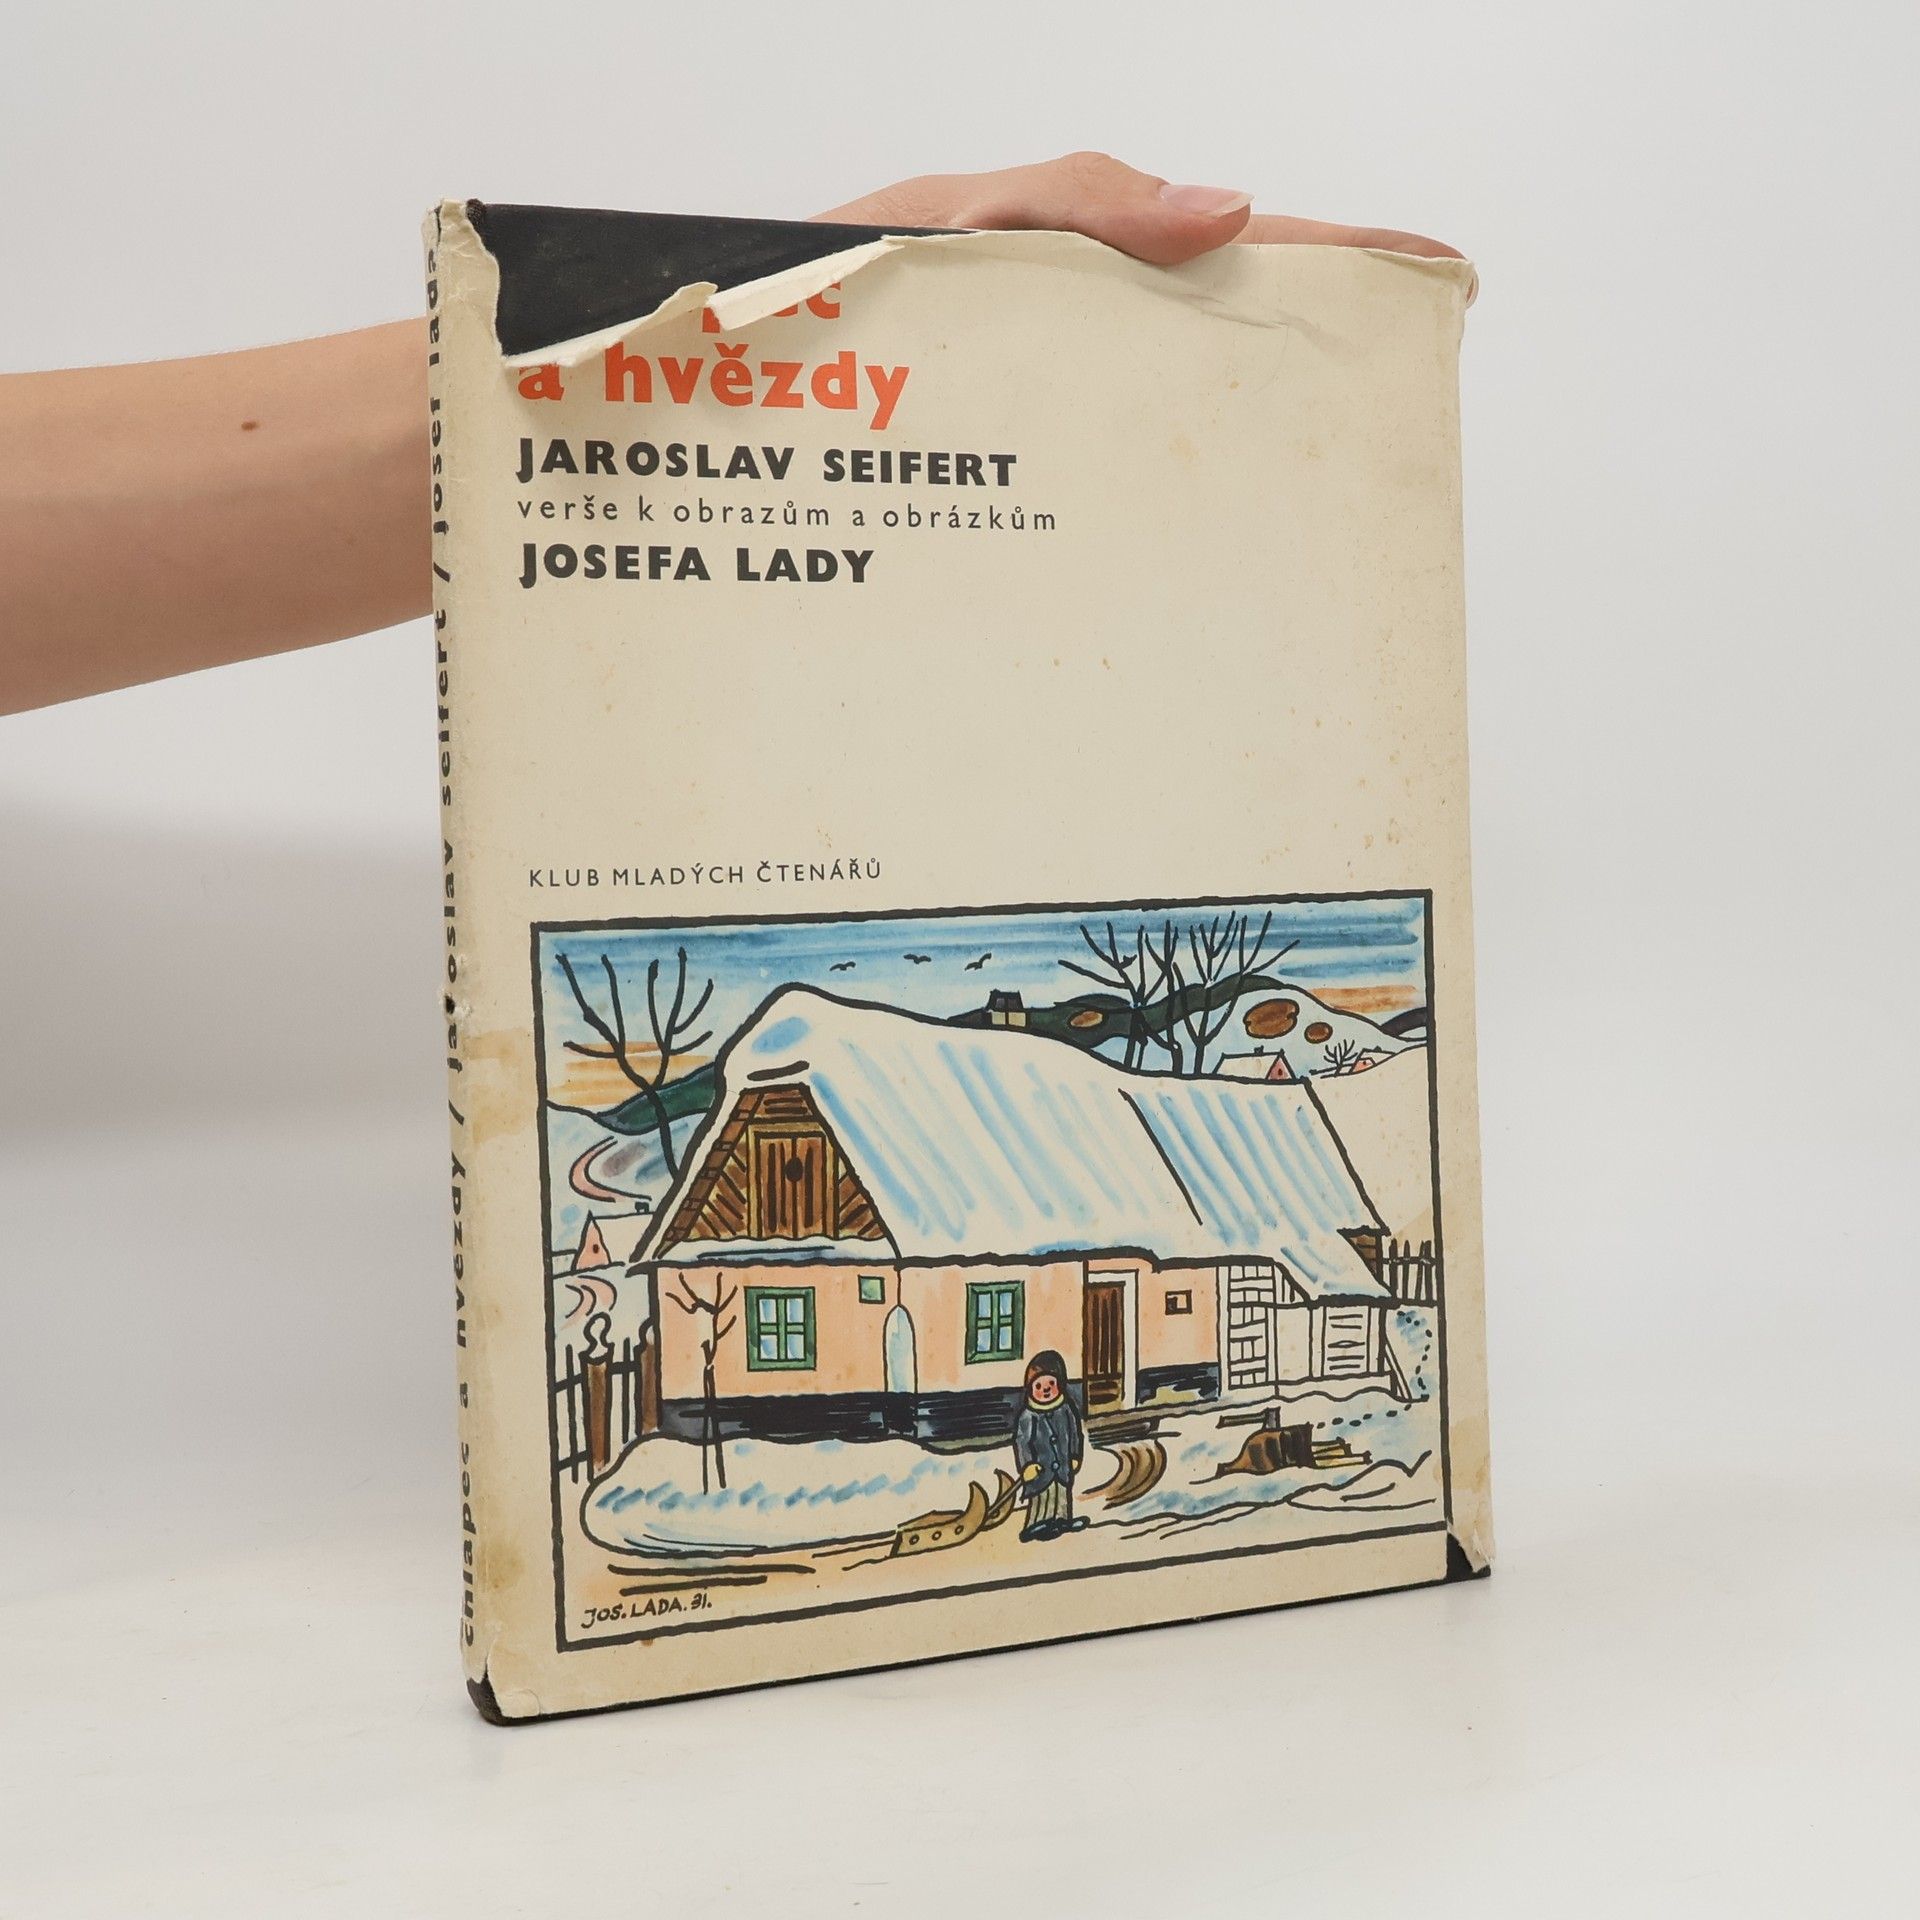 a hvězdy
JAROSLAV SEIFERT
verše k obrazům a obrázkům
JOSEFA LADY
KLUB MLADÝCH ČTENÁŘŮ
JOS. LADA. 31.
chlapec a hvězdy / jaroslav seifert / josef lada